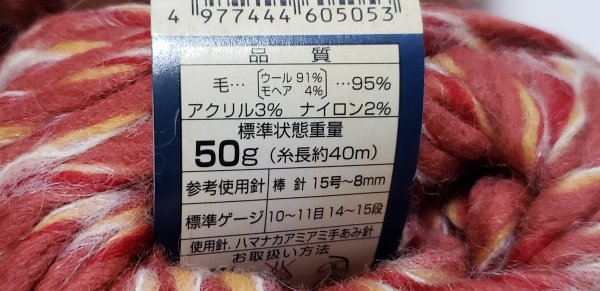 4 977444 605053
品質
毛…〔ウール 91% モヘア 4%〕…95%
アクリル3% ナイロン2%
標準状態重量
50g (糸長約40m)
参考使用針 棒針 15号~8mm
標準ゲージ 10~11目 14~15段
使用針. ハマナカアミアミ手あみ針
お取扱い方法